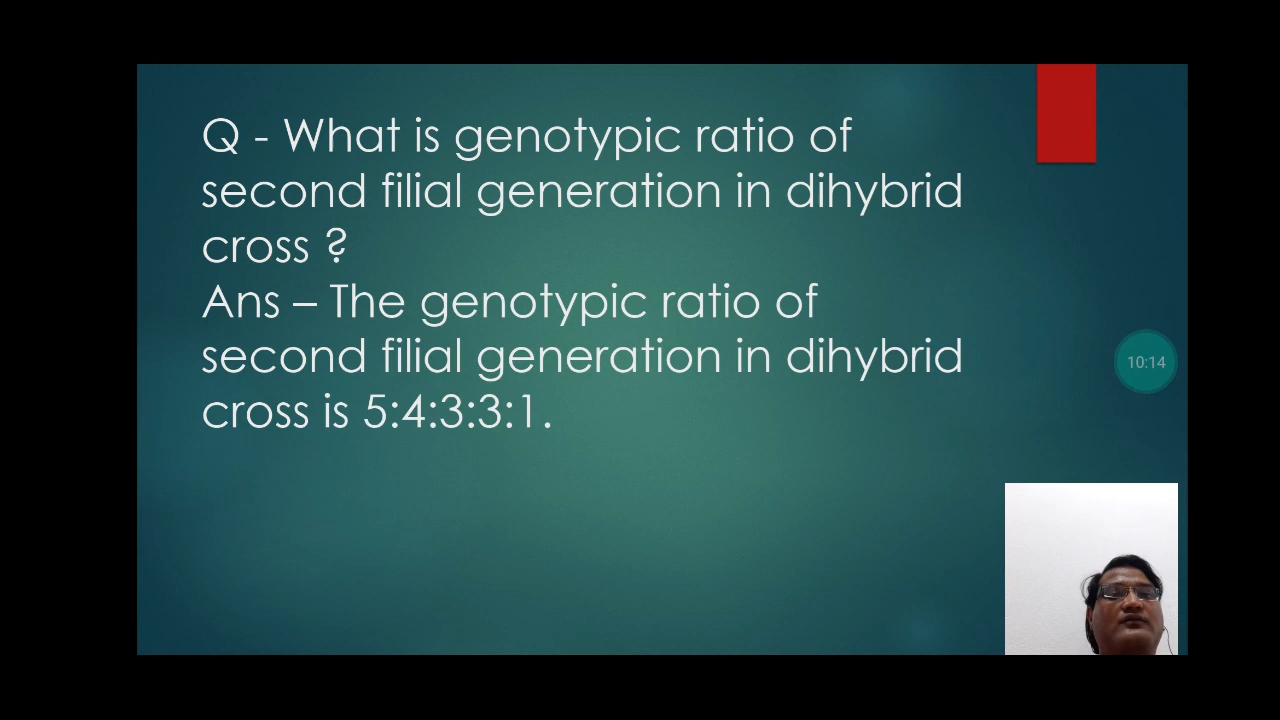 Q - What is genotypic ratio of
second filial generation in dihybrid
cross ?
Ans – The genotypic ratio of
second filial generation in dihybrid
cross is 5:4:3:3:1.
10:14